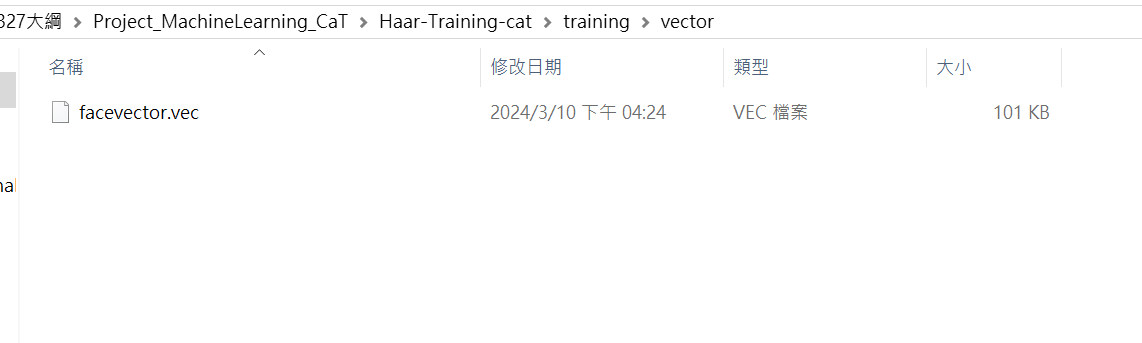 327大綱 > Project_MachineLearning_CaT > Haar-Training-cat > training > vector
名稱 修改日期 類型 大小
facevector.vec 2024/3/10 下午 04:24 VEC 檔案 101 KB